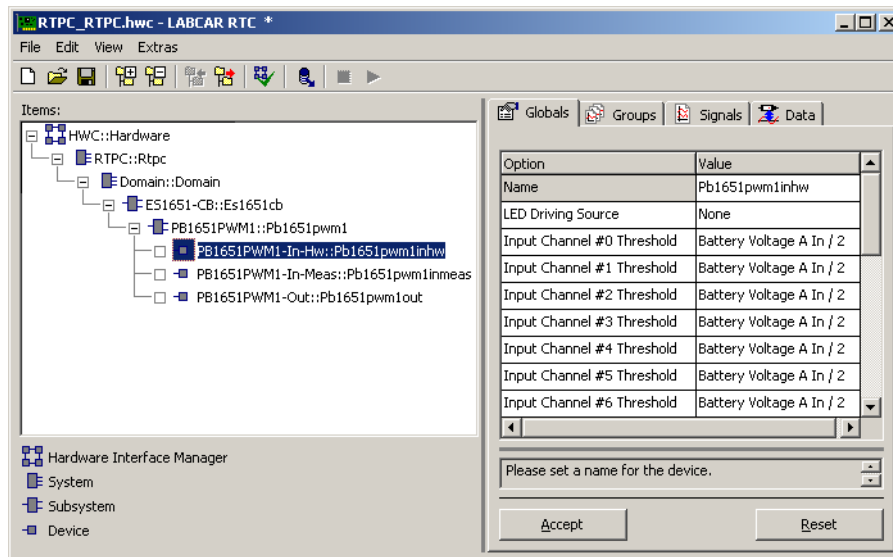 RTPC_RTPC.hwc - LABCAR RTC *
File Edit View Extras
Items:
HWC::Hardware
RTPC::Rtpc
Domain::Domain
ES1651-CB::Es1651cb
PB1651PWM1::Pb1651pwm1
PB1651PWM1-In-Hw::Pb1651pwm1inhw
PB1651PWM1-In-Meas::Pb1651pwm1inmeas
PB1651PWM1-Out::Pb1651pwm1out
Hardware Interface Manager
System
Subsystem
Device
Globals Groups Signals Data
Option Value
Name Pb1651pwm1inhw
LED Driving Source None
Input Channel #0 Threshold Battery Voltage A In / 2
Input Channel #1 Threshold Battery Voltage A In / 2
Input Channel #2 Threshold Battery Voltage A In / 2
Input Channel #3 Threshold Battery Voltage A In / 2
Input Channel #4 Threshold Battery Voltage A In / 2
Input Channel #5 Threshold Battery Voltage A In / 2
Input Channel #6 Threshold Battery Voltage A In / 2
Please set a name for the device.
Accept Reset